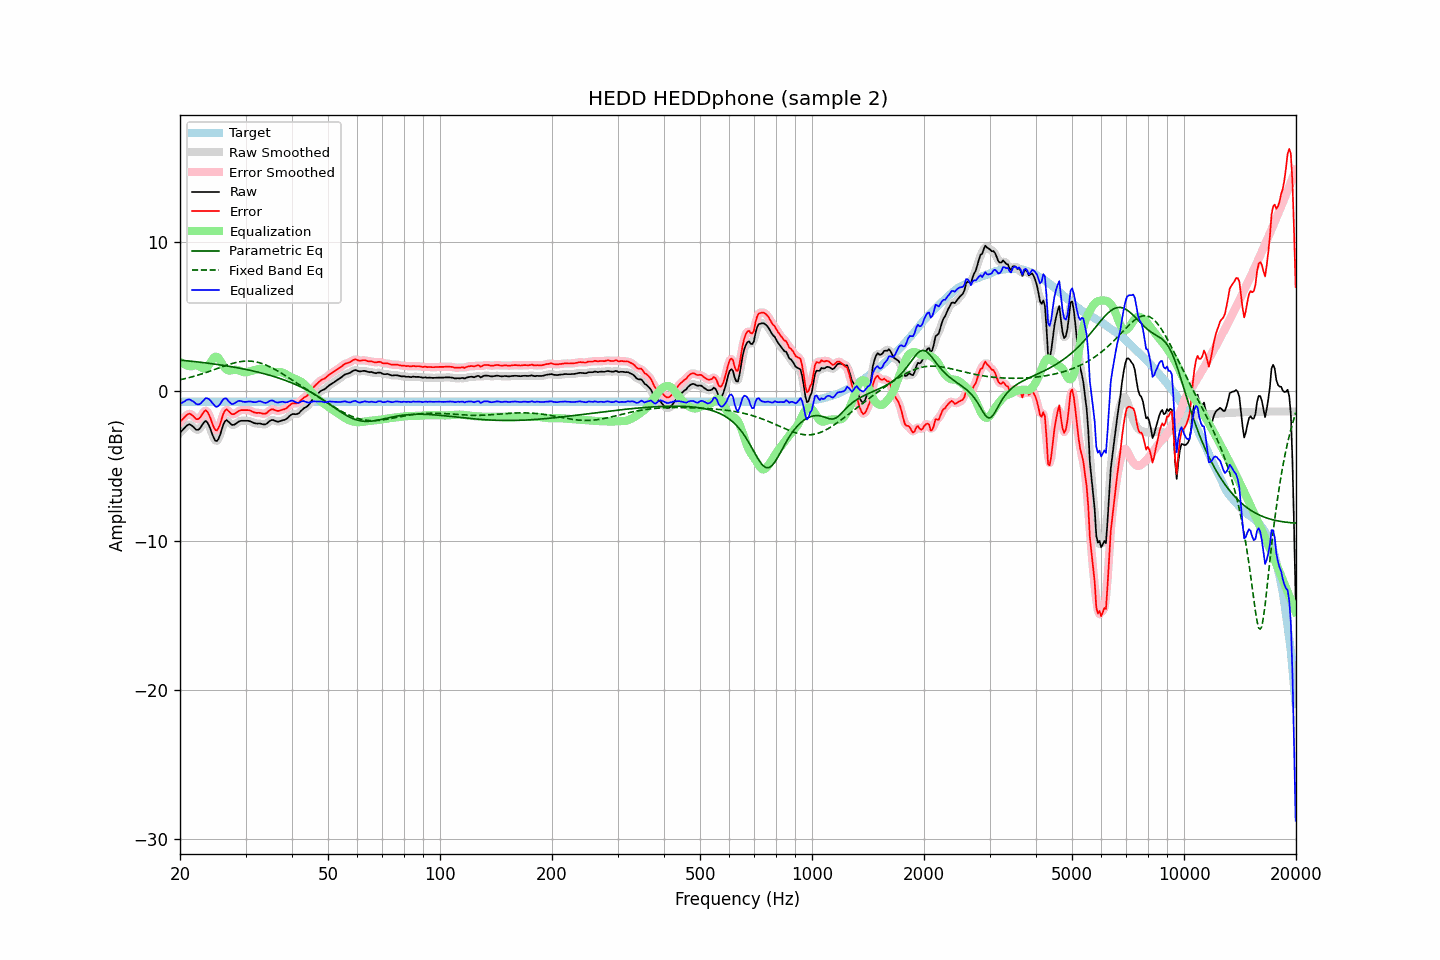 HEDD HEDDphone (sample 2)
Target
Raw Smoothed
Error Smoothed
Raw
Error
Equalization
Parametric Eq
Fixed Band Eq
Equalized
10
0
−10
−20
−30
Amplitude (dBr)
20
50
100
200
500
1000
2000
5000
10000
20000
Frequency (Hz)